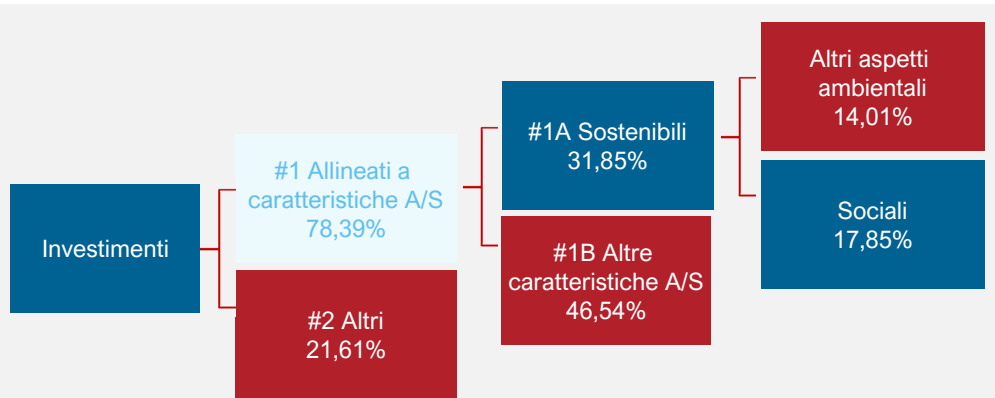 Investimenti
#1 Allineati a
caratteristiche A/S
78,39%
#2 Altri
21,61%
#1A Sostenibili
31,85%
#1B Altre
caratteristiche A/S
46,54%
Altri aspetti
ambientali
14,01%
Sociali
17,85%